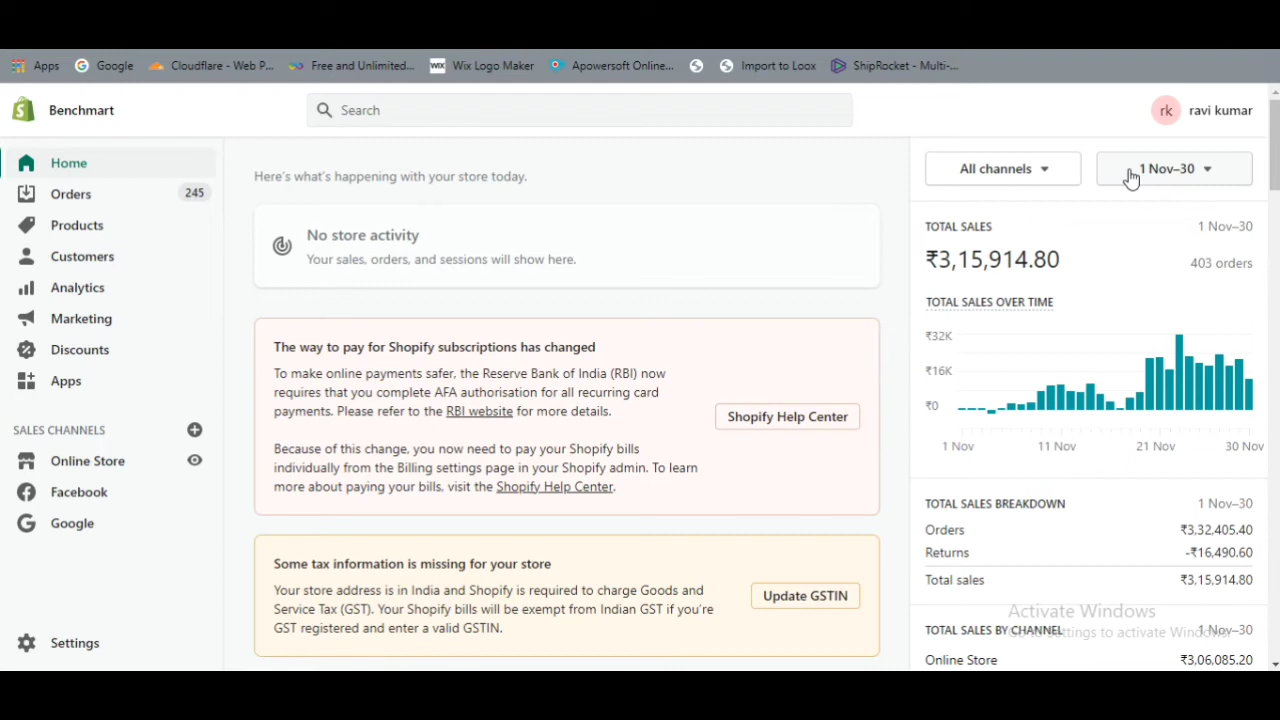 Apps Google Cloudflare - Web P... Free and Unlimited... WIX Wix Logo Maker Apowersoft Online... Import to Loox ShipRocket - Multi-...
Benchmart
Search
rk ravi kumar
Home
Orders 245
Products
Customers
Analytics
Marketing
Discounts
Apps
SALES CHANNELS
Online Store
Facebook
Google
Settings
Here's what's happening with your store today.
No store activity
Your sales, orders, and sessions will show here.
The way to pay for Shopify subscriptions has changed
To make online payments safer, the Reserve Bank of India (RBI) now
requires that you complete AFA authorisation for all recurring card
payments. Please refer to the RBI website for more details.
Because of this change, you now need to pay your Shopify bills
individually from the Billing settings page in your Shopify admin. To learn
more about paying your bills, visit the Shopify Help Center.
Shopify Help Center
Some tax information is missing for your store
Your store address is in India and Shopify is required to charge Goods and
Service Tax (GST). Your Shopify bills will be exempt from Indian GST if you're
GST registered and enter a valid GSTIN.
Update GSTIN
All channels 1 Nov–30
TOTAL SALES 1 Nov–30
₹3,15,914.80 403 orders
TOTAL SALES OVER TIME
₹32K
₹16K
₹0
1 Nov 11 Nov 21 Nov 30 Nov
TOTAL SALES BREAKDOWN 1 Nov–30
Orders ₹3,32,405.40
Returns -₹16,490.60
Total sales ₹3,15,914.80
Activate Windows
TOTAL SALES BY CHANNEL 1 Nov–30
Go to Settings to activate Windows.
Online Store ₹3,06,085.20